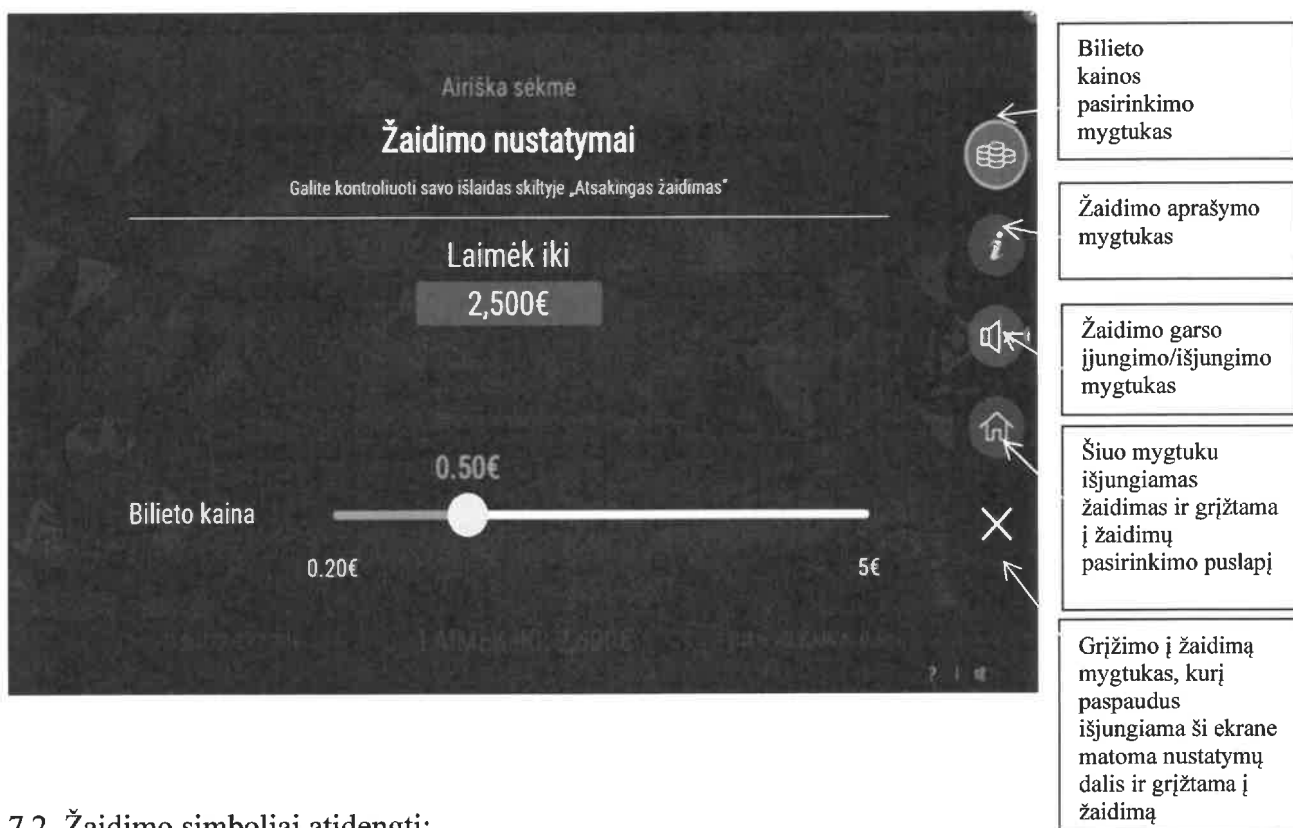 Airiška sėkmė
Žaidimo nustatymai
Galite kontroliuoti savo išlaidas skiltyje „Atsakingas žaidimas"
Laimėk iki
2,500€
0.50€
Bilieto kaina
0.20€
5€
Bilieto
kainos
pasirinkimo
mygtukas
Žaidimo aprašymo
mygtukas
Žaidimo garso
įjungimo/išjungimo
mygtukas
Šiuo mygtuku
išjungiamas
žaidimas ir grįžtama
į žaidimų
pasirinkimo puslapį
Grįžimo į žaidimą
mygtukas, kurį
paspaudus
išjungiama ši ekrane
matoma nustatymų
dalis ir grįžtama į
žaidimą
7.2. Žaidimo simboliai atidengti: